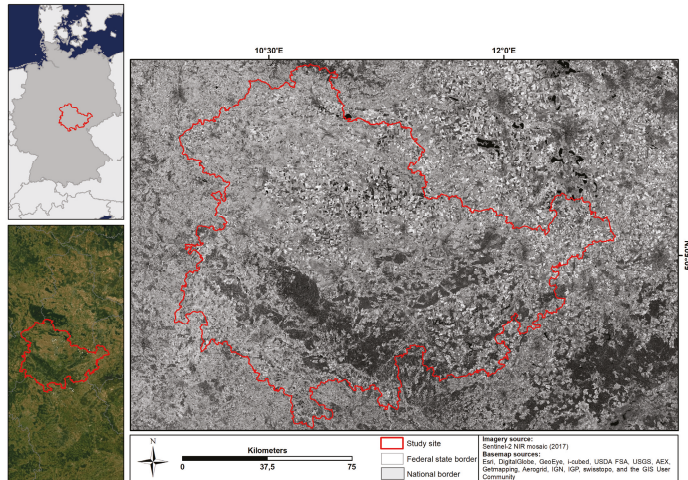 10°30'E
12°0'E
50°50'N
N
Kilometers
0
37,5
75
Study site
Federal state border
National border
Imagery source:
Sentinel-2 NIR mosaic (2017)
Basemap sources:
Esri, DigitalGlobe, GeoEye, i-cubed, USDA FSA, USGS, AEX,
Getmapping, Aerogrid, IGN, IGP, swisstopo, and the GIS User
Community